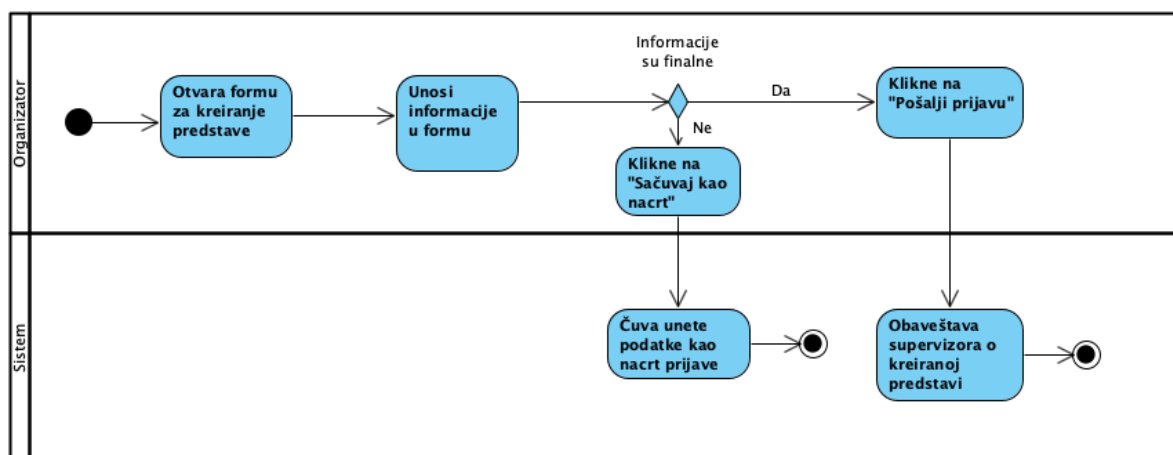 Organizator
Otvara formu
za kreiranje
predstave
Unosi
informacije
u formu
Informacije
su finalne
Da
Ne
Klikne na
"Pošalji prijavu"
Klikne na
"Sačuvaj kao
nacrt"
Sistem
Čuva unete
podatke kao
nacrt prijave
Obaveštava
supervizora o
kreiranoj
predstavi